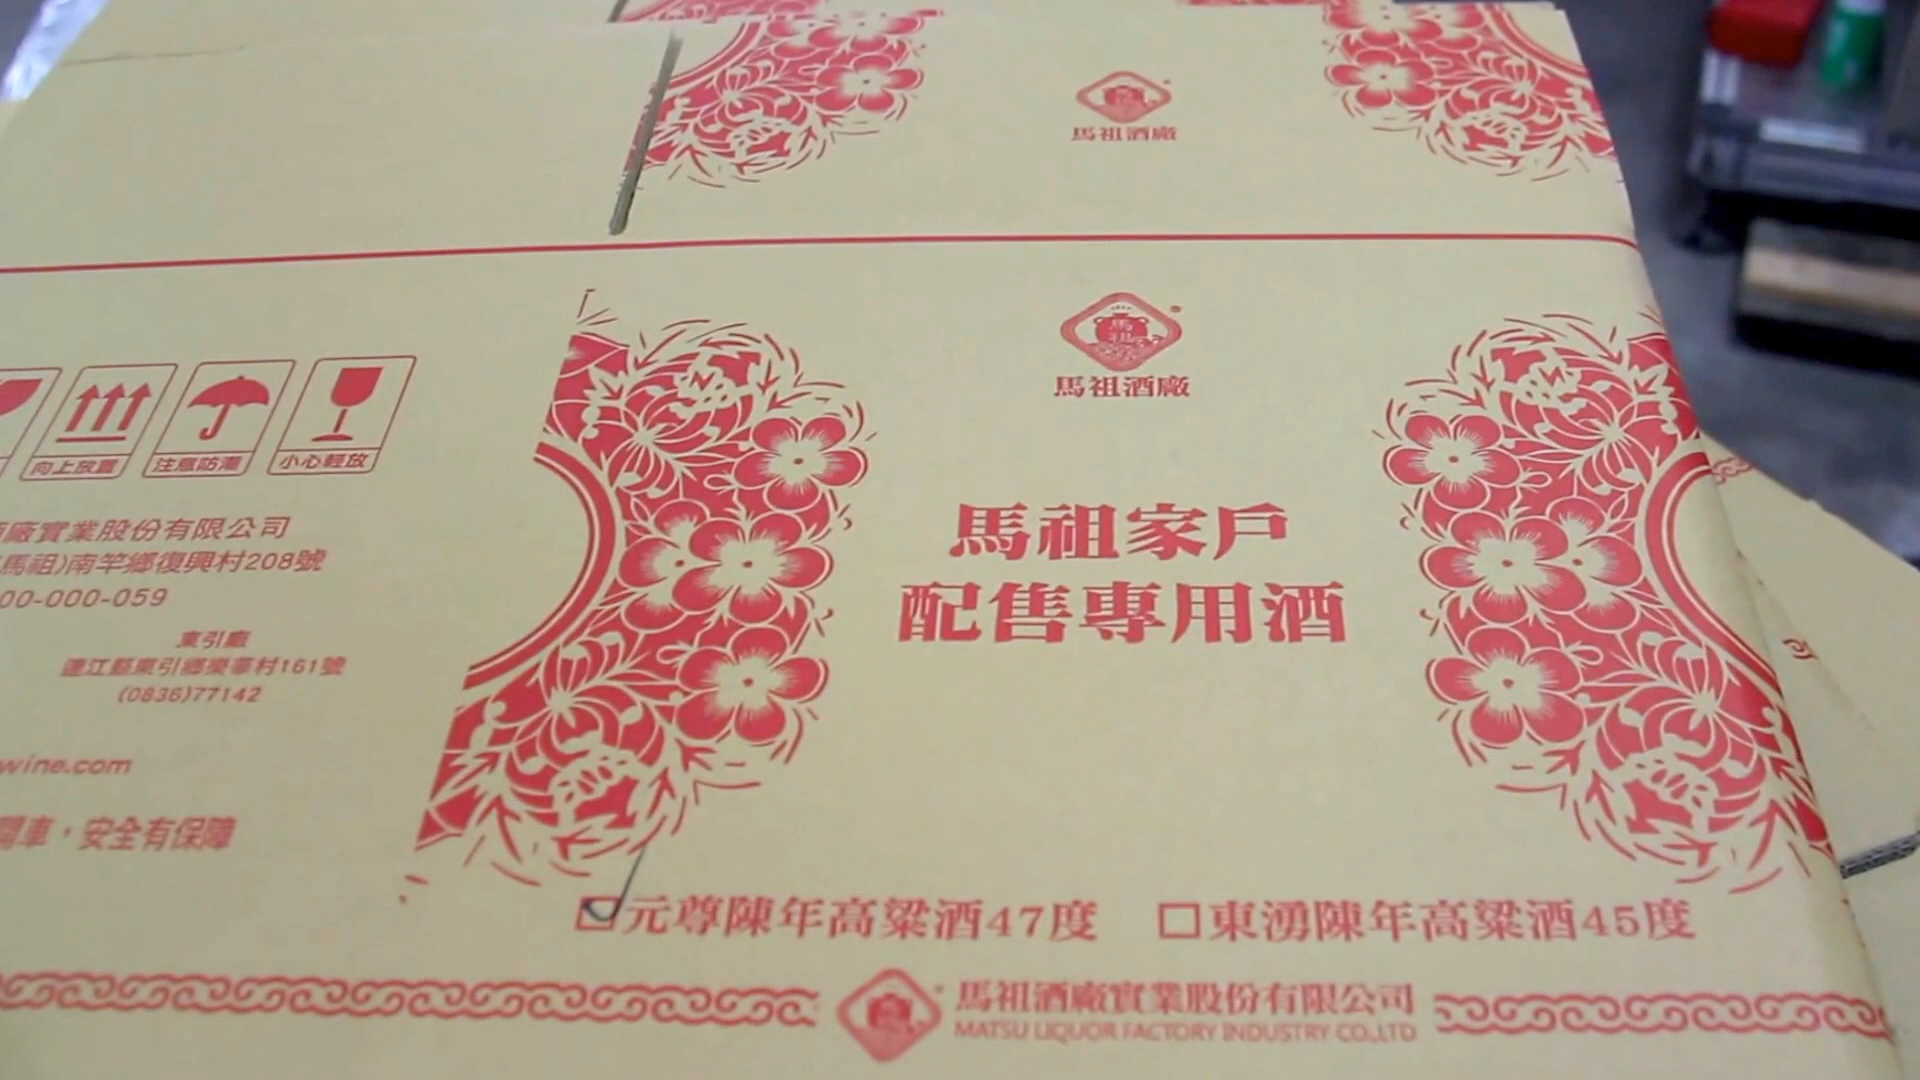 馬祖酒廠
馬祖
馬祖酒廠
向上放置
注意防潮
小心輕放
廠實業股份有限公司
馬祖)南竿鄉復興村208號
00-000-059
東引廠
連江縣東引鄉樂華村161號
(0836)77142
wine.com
開車，安全有保障
馬祖家戶
配售專用酒
元尊陳年高粱酒47度
東湧陳年高粱酒45度
馬祖酒廠實業股份有限公司
MATSU LIQUOR FACTORY INDUSTRY CO.,LTD